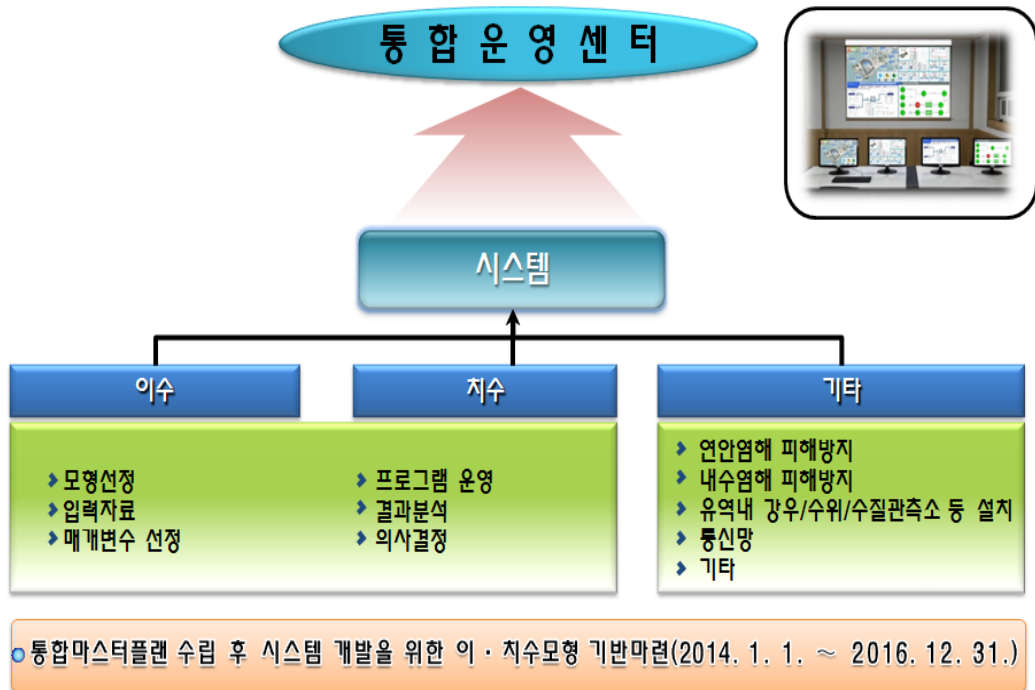 통합운영센터
시스템
이수
치수
기타
모형선정
입력자료
매개변수 선정
프로그램 운영
결과분석
의사결정
연안염해 피해방지
내수염해 피해방지
유역내 강우/수위/수질관측소 등 설치
통신망
기타
통합마스터플랜 수립 후 시스템 개발을 위한 이·치수모형 기반마련(2014. 1. 1. ~ 2016. 12. 31.)